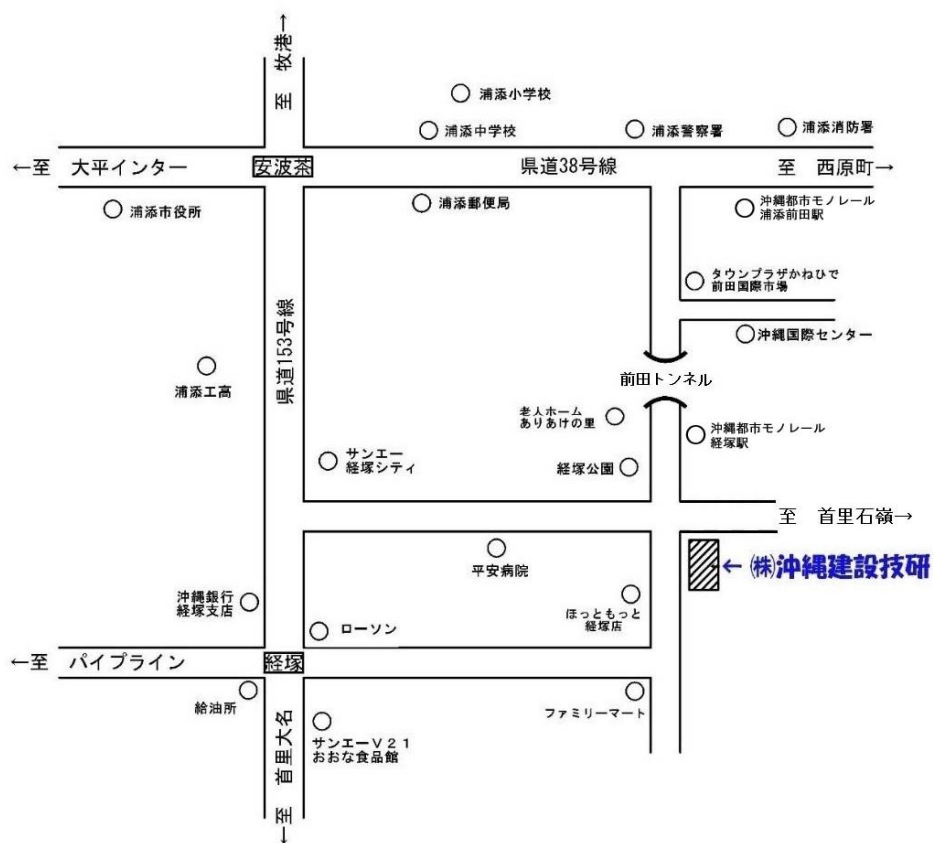 ←至 牧港→
浦添小学校
浦添中学校
浦添警察署
浦添消防署
←至 大平インター
安波茶
県道38号線
至 西原町→
浦添市役所
浦添郵便局
沖縄都市モノレール
浦添前田駅
タウンプラザかねひで
前田国際市場
県道153号線
沖縄国際センター
浦添工高
前田トンネル
老人ホーム
ありあけの里
沖縄都市モノレール
経塚駅
サンエー
経塚シティ
経塚公園
至 首里石嶺→
平安病院
←㈱沖縄建設技研
沖縄銀行
経塚支店
ほっともっと
経塚店
ローソン
←至 パイプライン
経塚
給油所
ファミリーマート
サンエーV21
おおな食品館
←至 首里大名